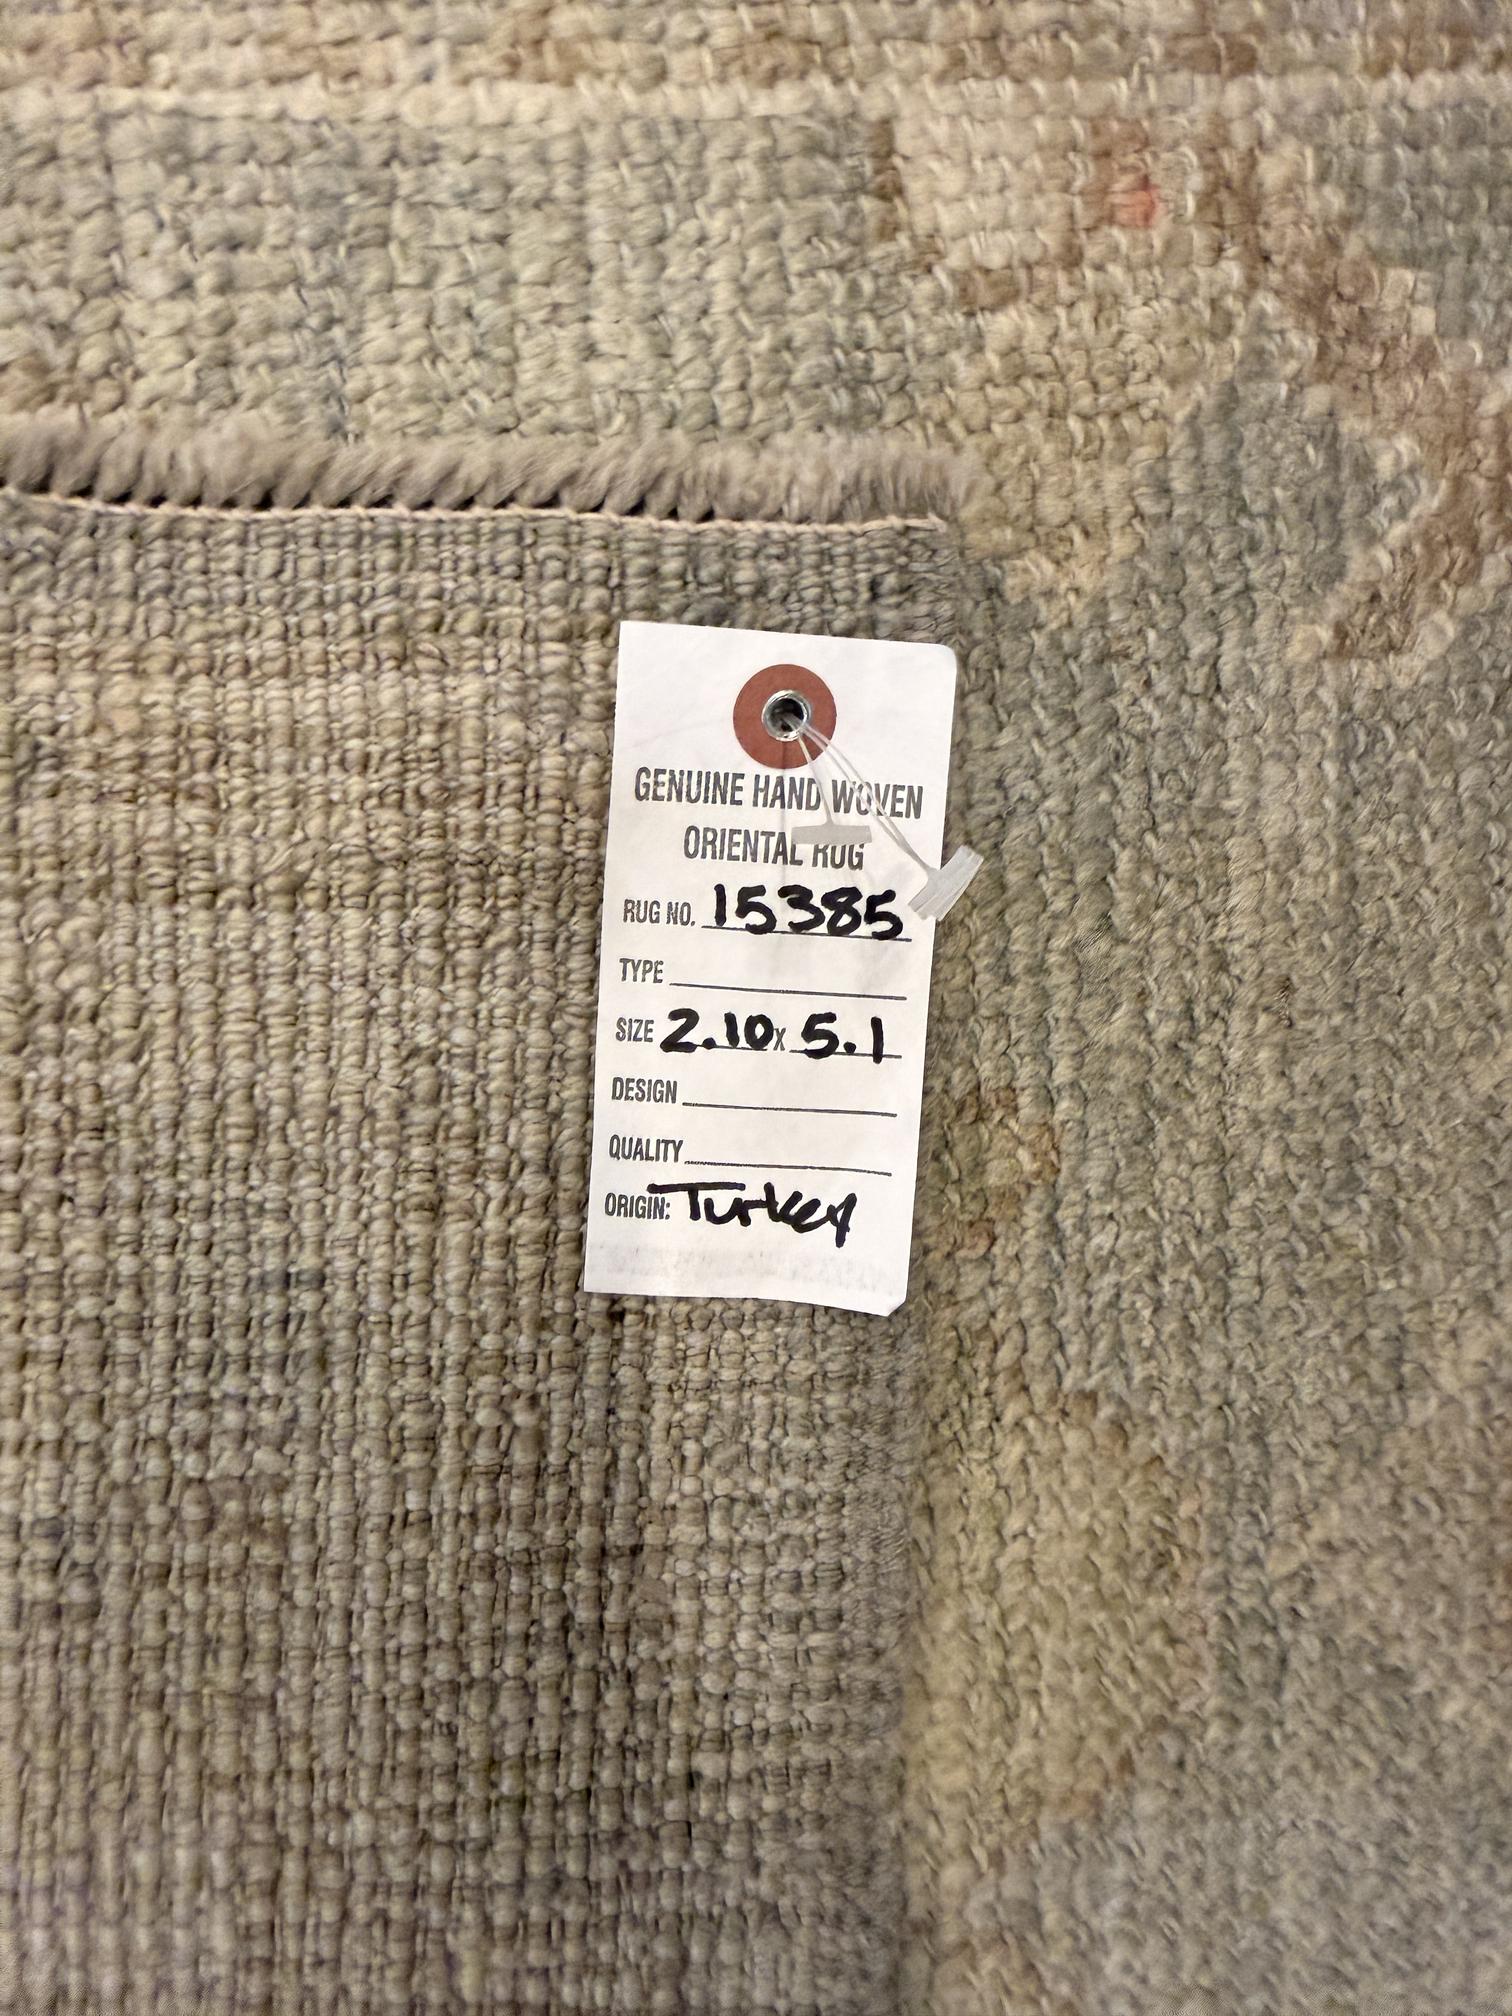 GENUINE HAND WOVEN
ORIENTAL RUG
RUG NO. 15385
TYPE
SIZE 2.10 x 5.1
DESIGN
QUALITY
ORIGIN: Turkey